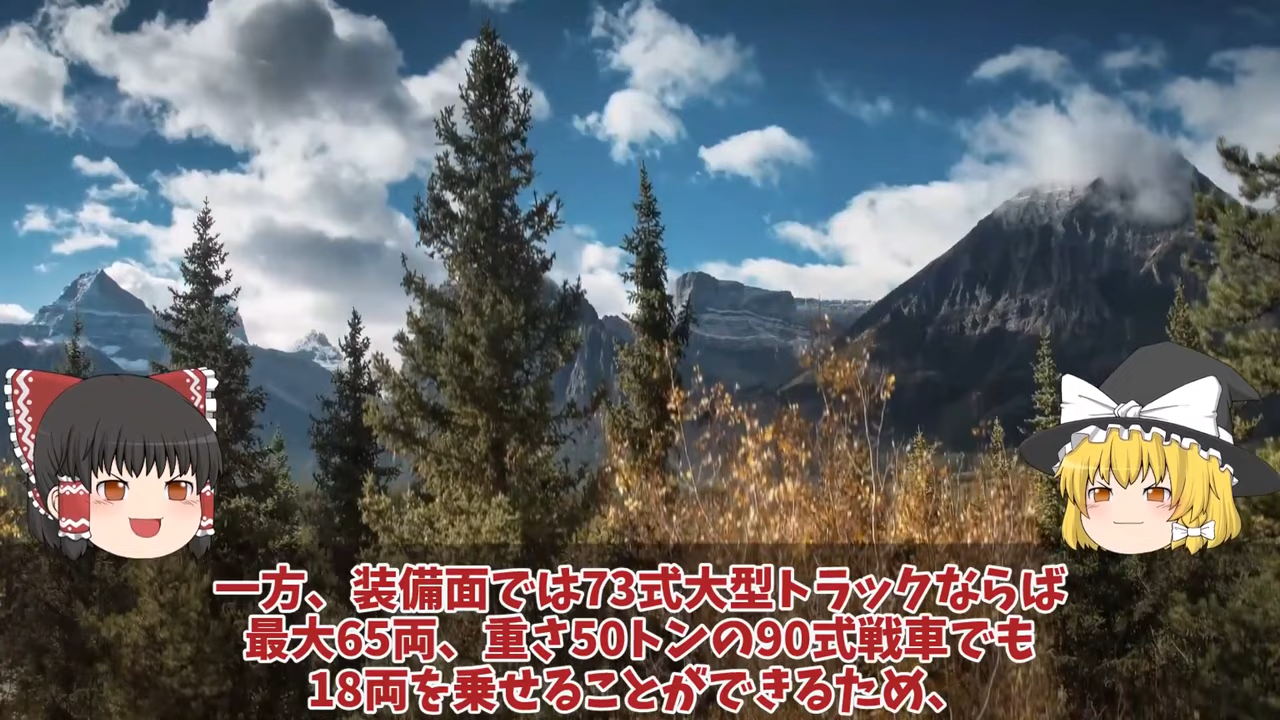 一方、装備面では73式大型トラックならば
最大65両、重さ50トンの90式戦車でも
18両を乗せることができるため、